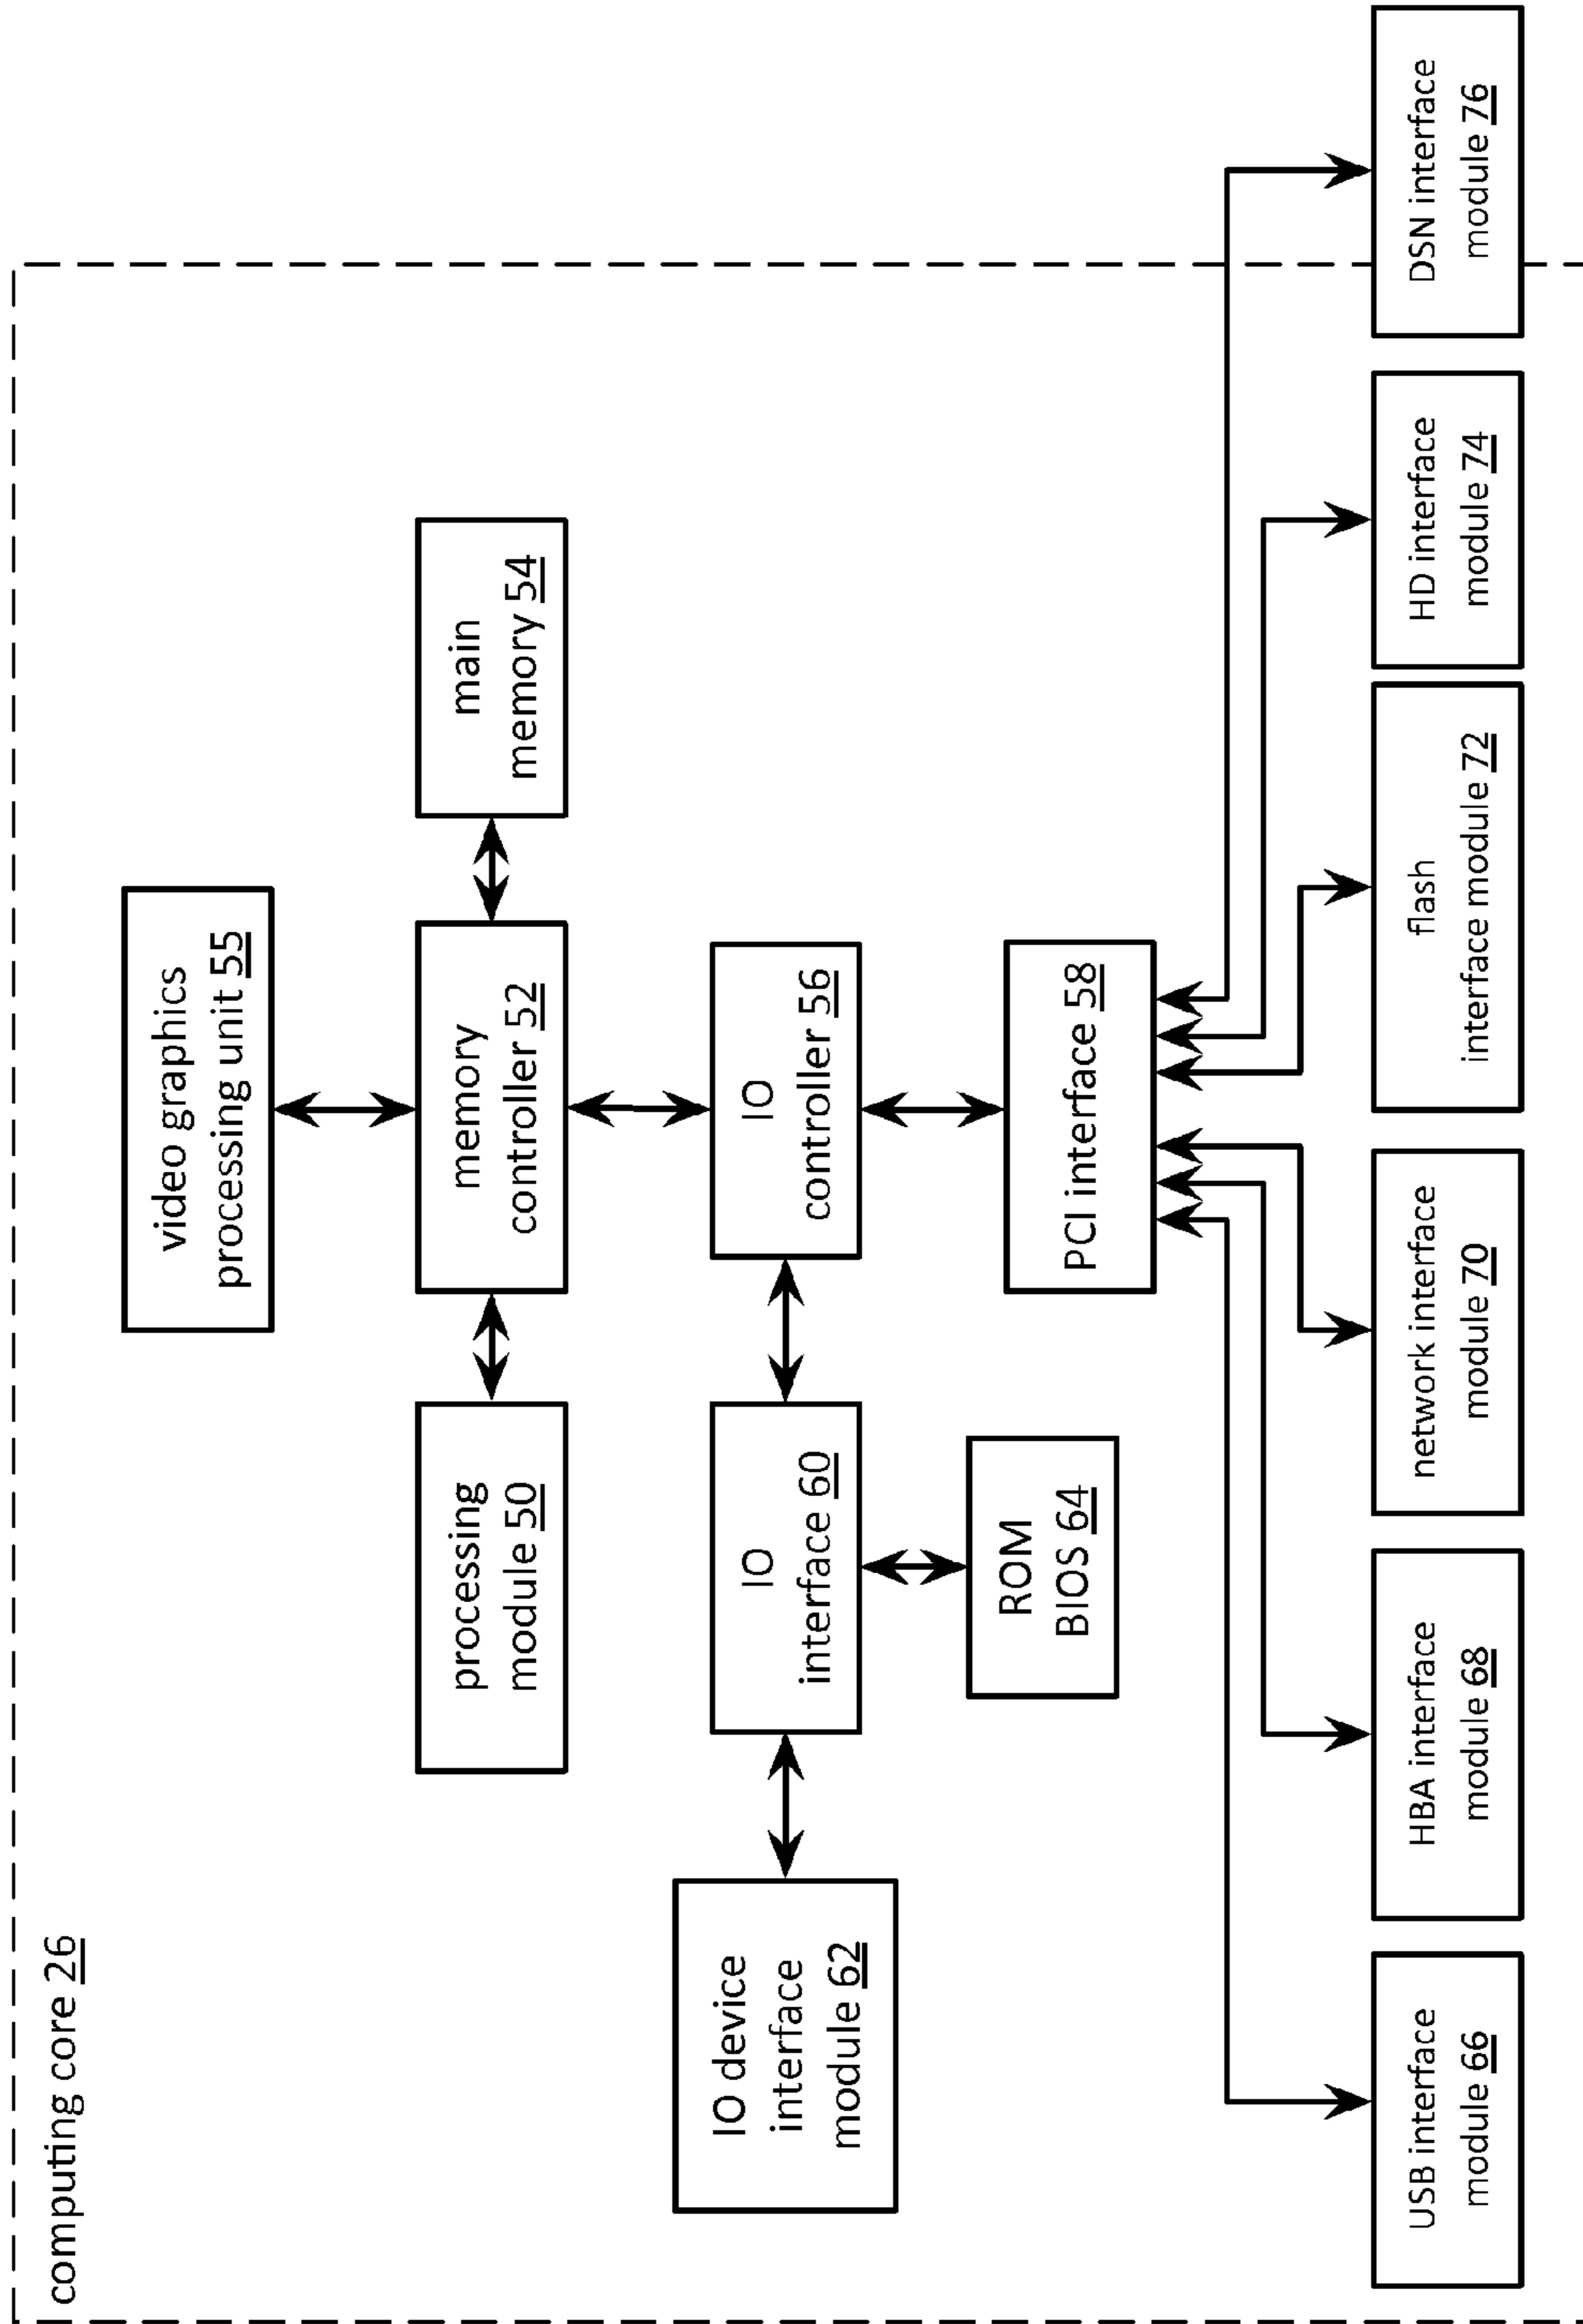 computing core 26
video graphics
processing unit 55
processing
module 50
memory
controller 52
main
memory 54
IO device
interface
module 62
IO
interface 60
IO
controller 56
ROM
BIOS 64
PCI interface 58
USB interface
module 66
HBA interface
module 68
network interface
module 70
flash
interface module 72
HD interface
module 74
DSN interface
module 76